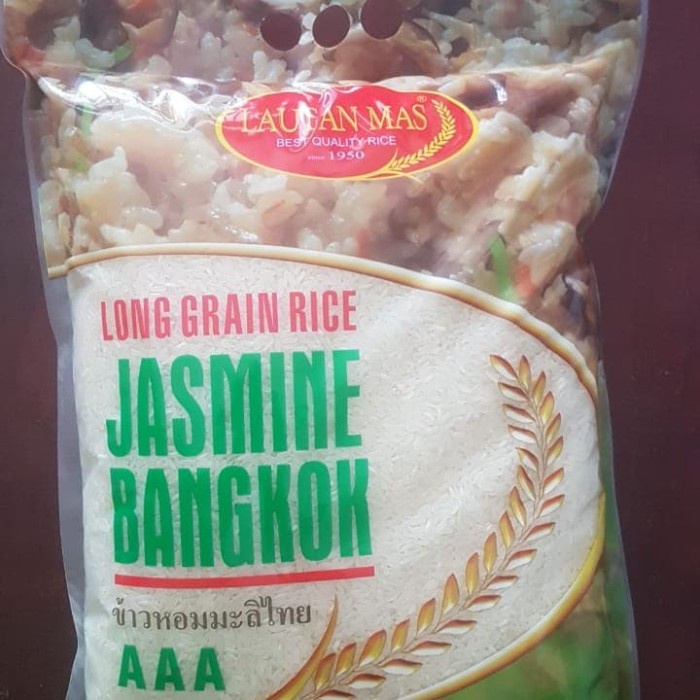 LAUTAN MAS®
BEST QUALITY RICE
since 1950
LONG GRAIN RICE
JASMINE
BANGKOK
ข้าวหอมมะลิไทย
AAA